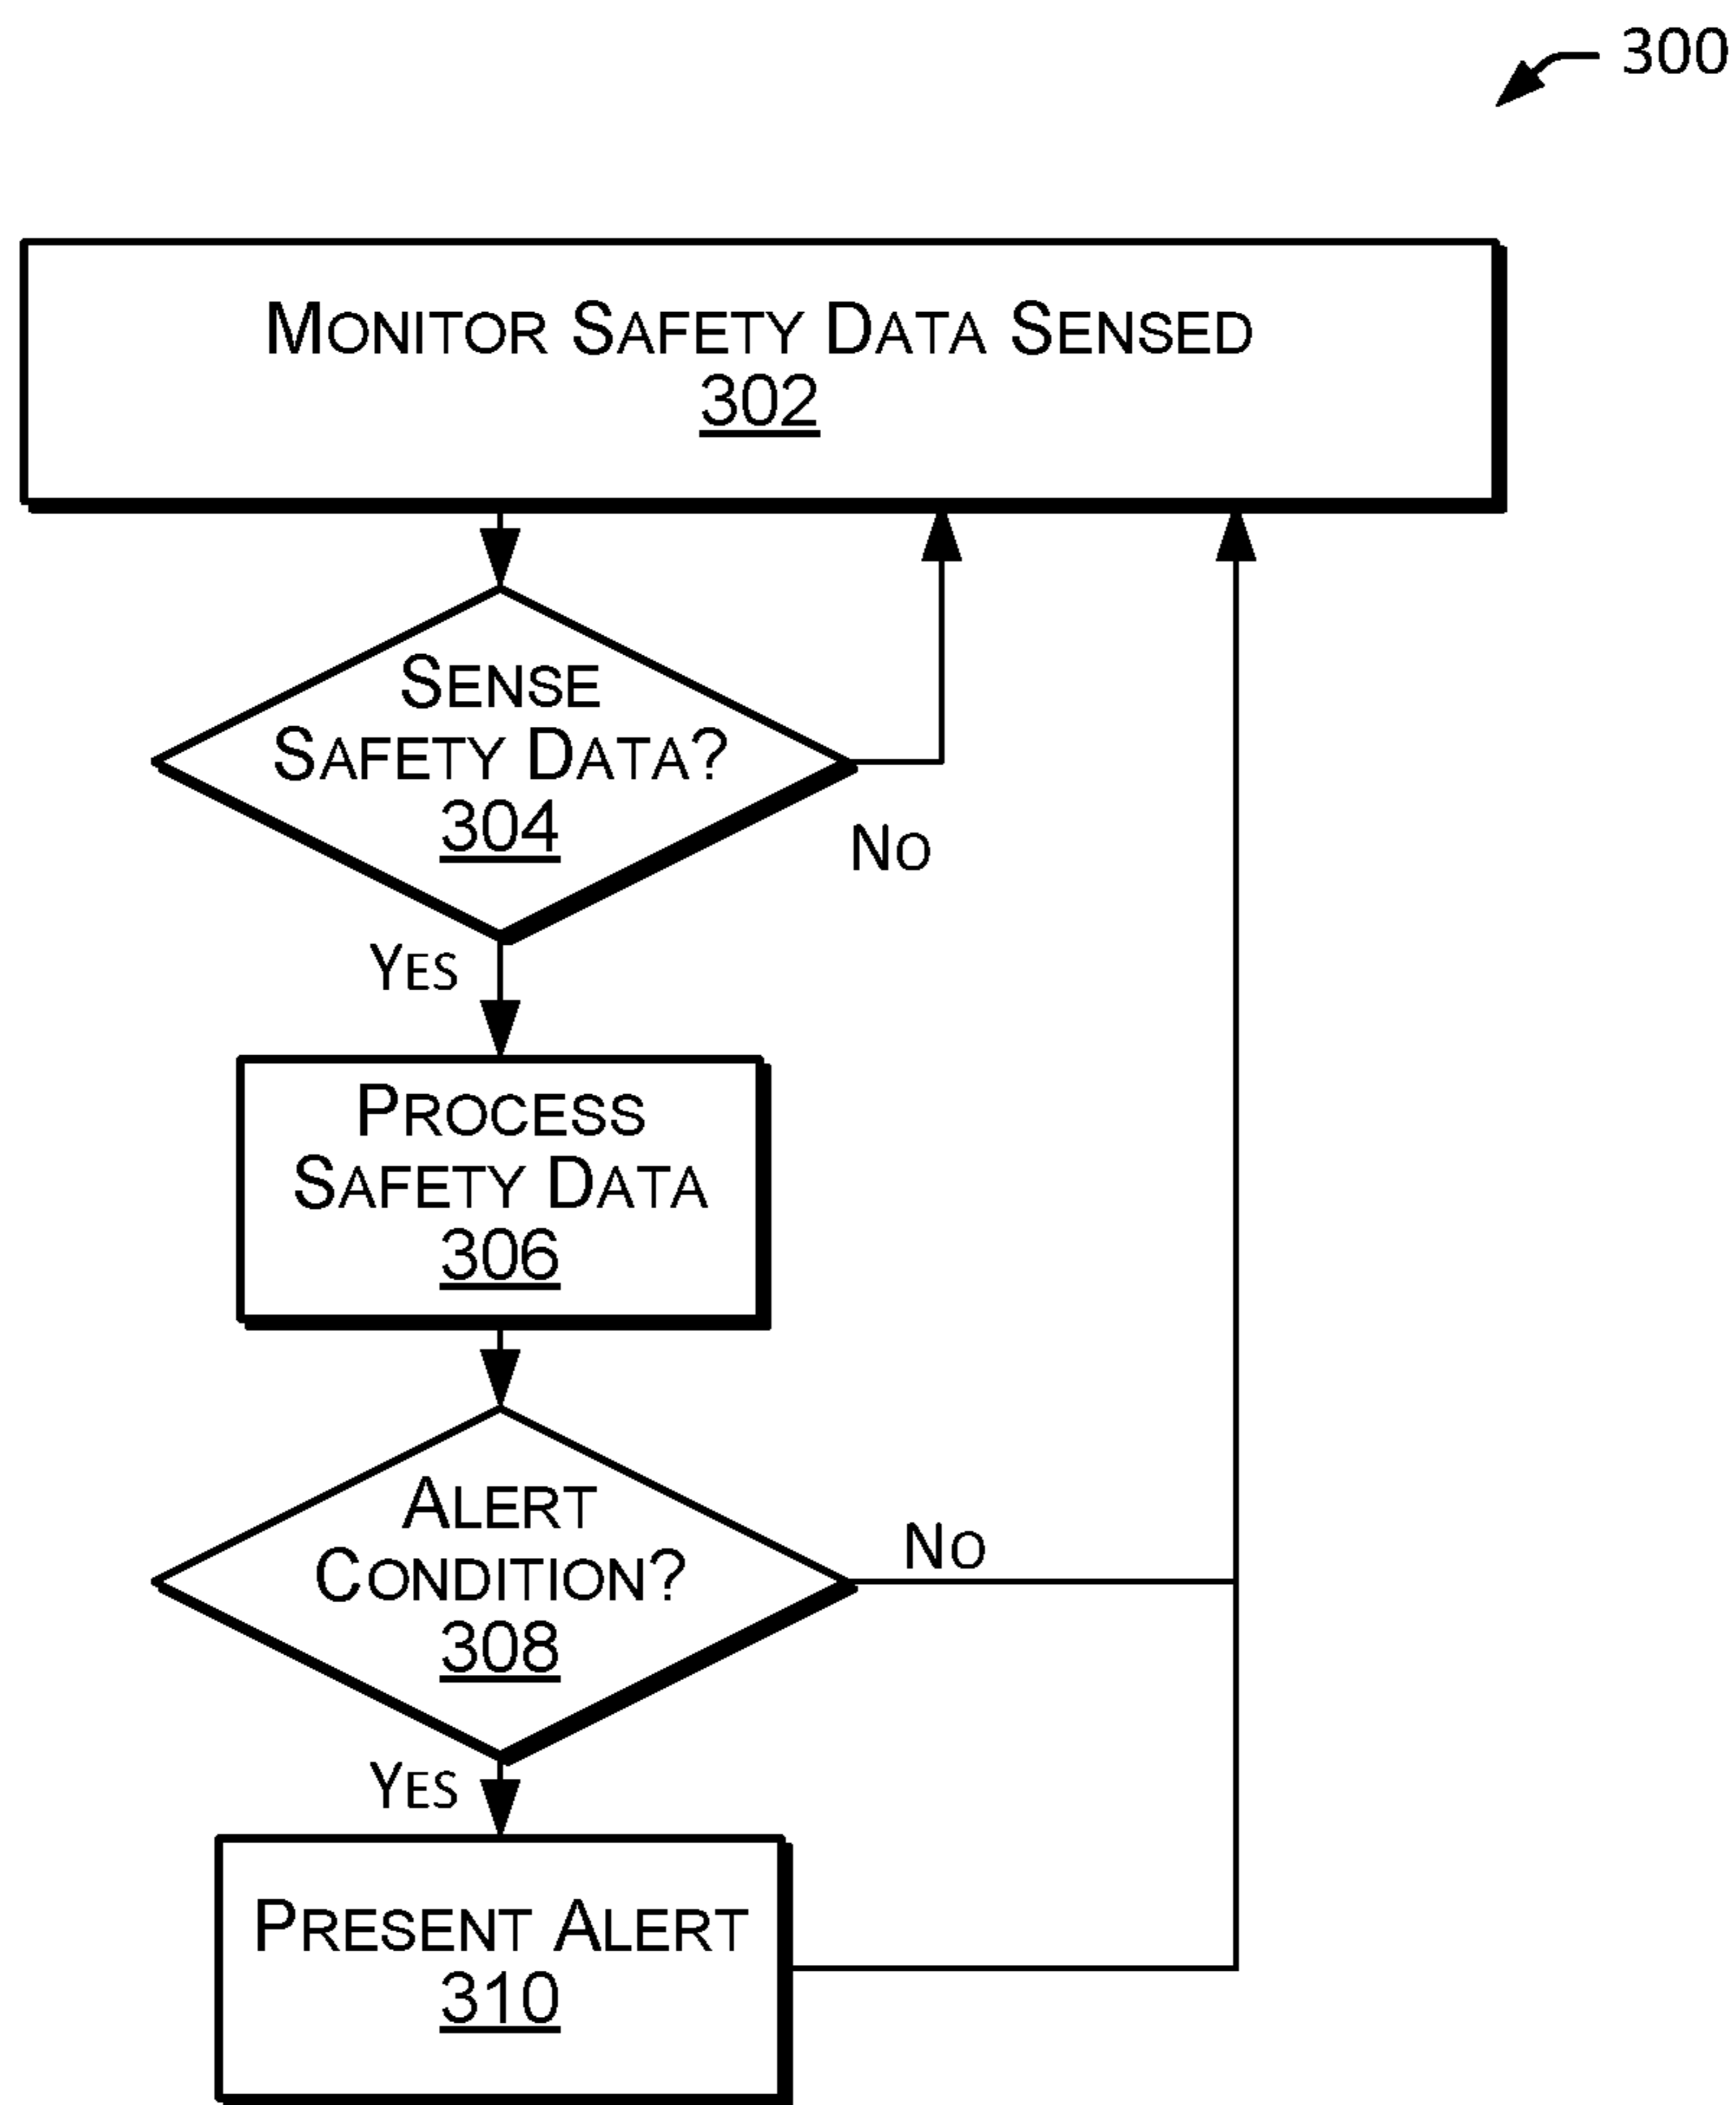 300
MONITOR SAFETY DATA SENSED
302
SENSE
SAFETY DATA?
304
NO
YES
PROCESS
SAFETY DATA
306
ALERT
CONDITION?
308
NO
YES
PRESENT ALERT
310